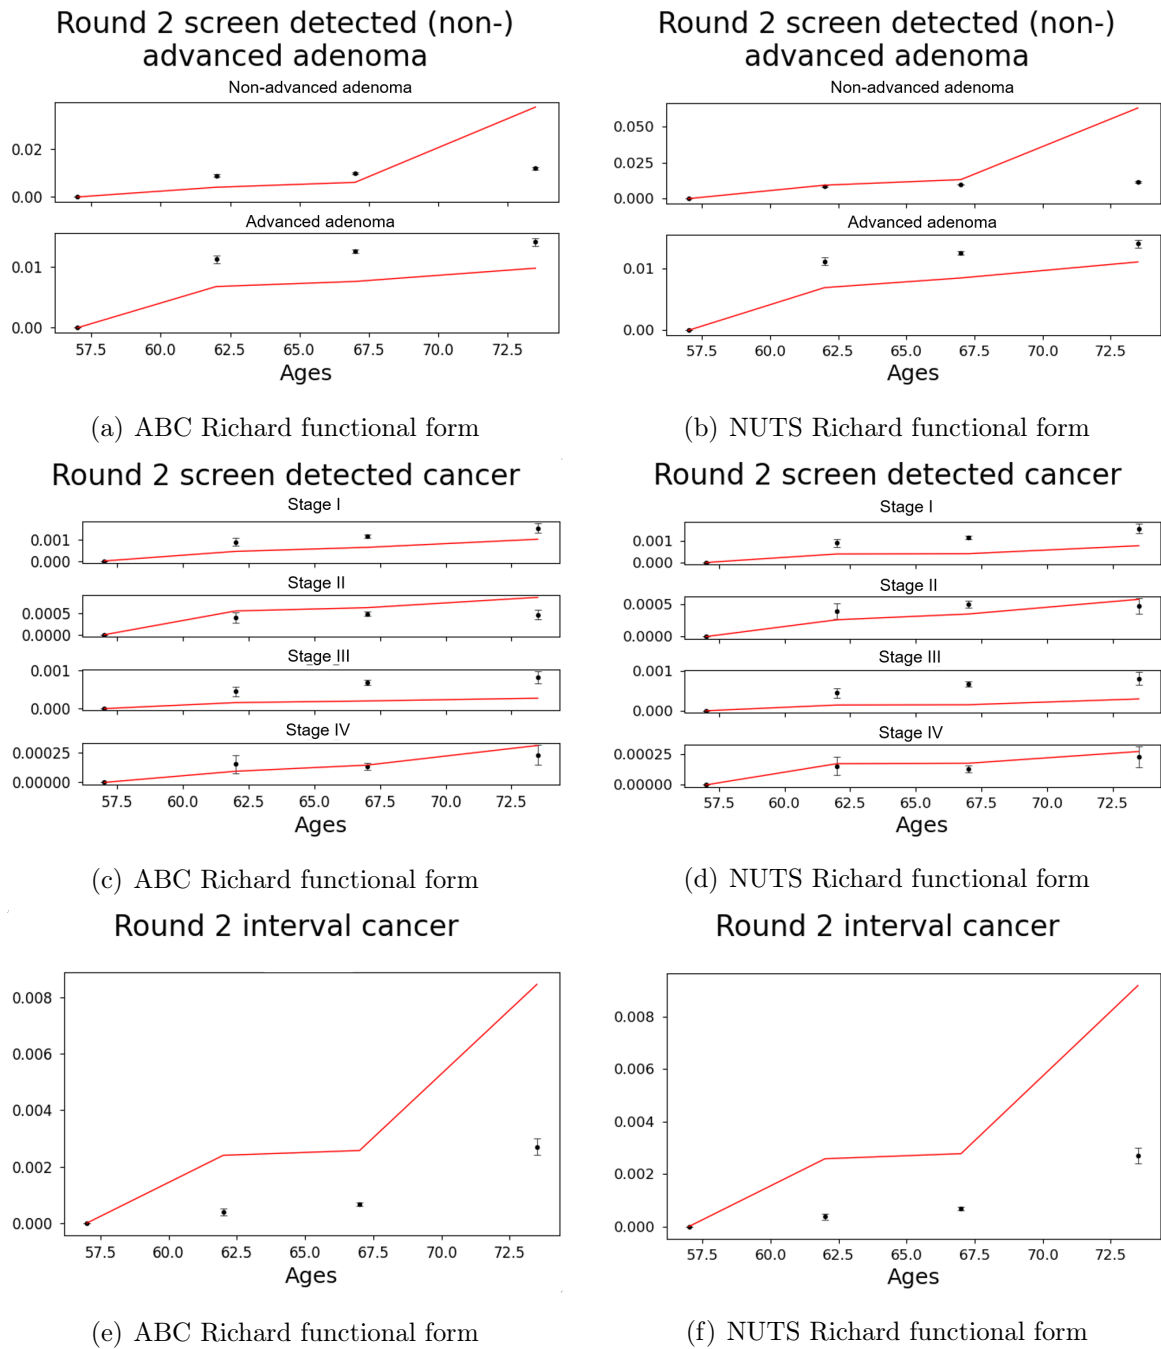 Round 2 screen detected (non-)
advanced adenoma
Non-advanced adenoma
0.02
0.00
Advanced adenoma
0.01
0.00
57.5 60.0 62.5 65.0 67.5 70.0 72.5
Ages
(a) ABC Richard functional form
Round 2 screen detected (non-)
advanced adenoma
Non-advanced adenoma
0.050
0.025
0.000
Advanced adenoma
0.01
0.00
57.5 60.0 62.5 65.0 67.5 70.0 72.5
Ages
(b) NUTS Richard functional form
Round 2 screen detected cancer
Stage I
0.001
0.000
Stage II
0.0005
0.0000
Stage III
0.001
0.000
Stage IV
0.00025
0.00000
57.5 60.0 62.5 65.0 67.5 70.0 72.5
Ages
(c) ABC Richard functional form
Round 2 screen detected cancer
Stage I
0.001
0.000
Stage II
0.0005
0.0000
Stage III
0.001
0.000
Stage IV
0.00025
0.00000
57.5 60.0 62.5 65.0 67.5 70.0 72.5
Ages
(d) NUTS Richard functional form
Round 2 interval cancer
0.008
0.006
0.004
0.002
0.000
57.5 60.0 62.5 65.0 67.5 70.0 72.5
Ages
(e) ABC Richard functional form
Round 2 interval cancer
0.008
0.006
0.004
0.002
0.000
57.5 60.0 62.5 65.0 67.5 70.0 72.5
Ages
(f) NUTS Richard functional form